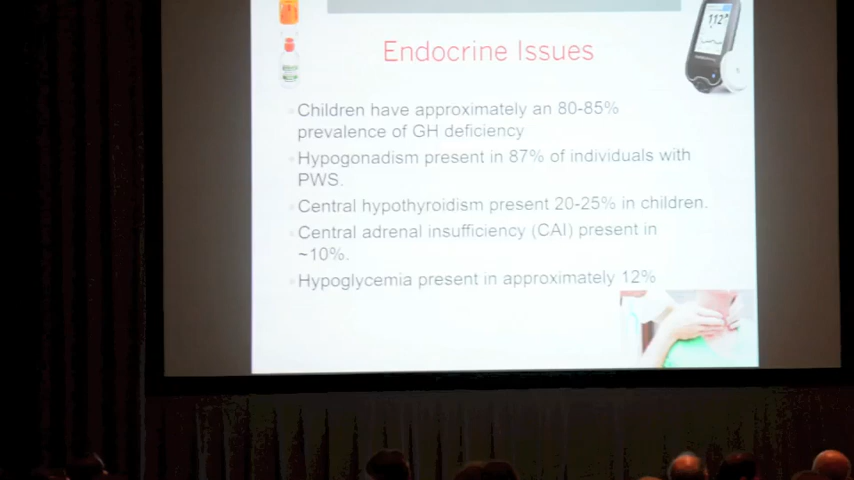 112
Endocrine Issues
Children have approximately an 80-85%
prevalence of GH deficiency
Hypogonadism present in 87% of individuals with
PWS.
Central hypothyroidism present 20-25% in children.
Central adrenal insufficiency (CAI) present in
~10%.
Hypoglycemia present in approximately 12%